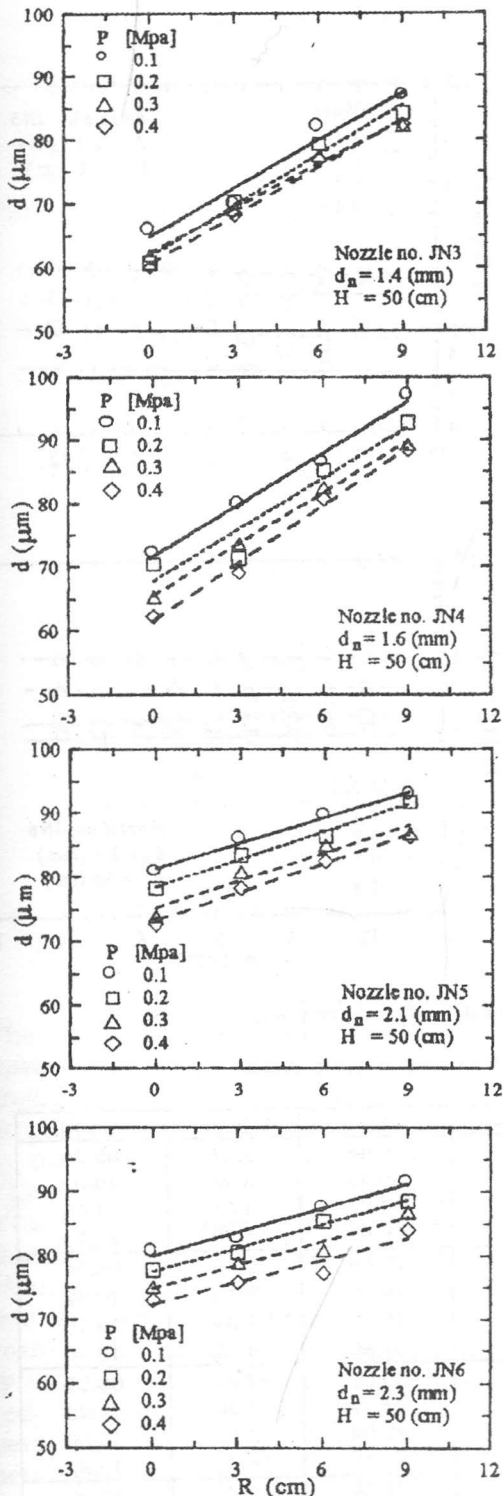 100
P [Mpa]
90
○ 0.1
□ 0.2
△ 0.3
80
◇ 0.4
d (μm)
70
Nozzle no. JN3
60
dn = 1.4 (mm)
H = 50 (cm)
50
-3 0 3 6 9 12
100
P [Mpa]
○ 0.1
90
□ 0.2
△ 0.3
◇ 0.4
80
d (μm)
70
Nozzle no. JN4
60
dn = 1.6 (mm)
H = 50 (cm)
50
-3 0 3 6 9 12
100
90
80
d (μm)
70
P [Mpa]
○ 0.1
□ 0.2
Nozzle no. JN5
60
△ 0.3
dn = 2.1 (mm)
◇ 0.4
H = 50 (cm)
50
-3 0 3 6 9 12
100
90
80
d (μm)
70
P [Mpa]
○ 0.1
□ 0.2
Nozzle no. JN6
60
△ 0.3
dn = 2.3 (mm)
◇ 0.4
H = 50 (cm)
50
-3 0 3 6 9 12
R (cm)